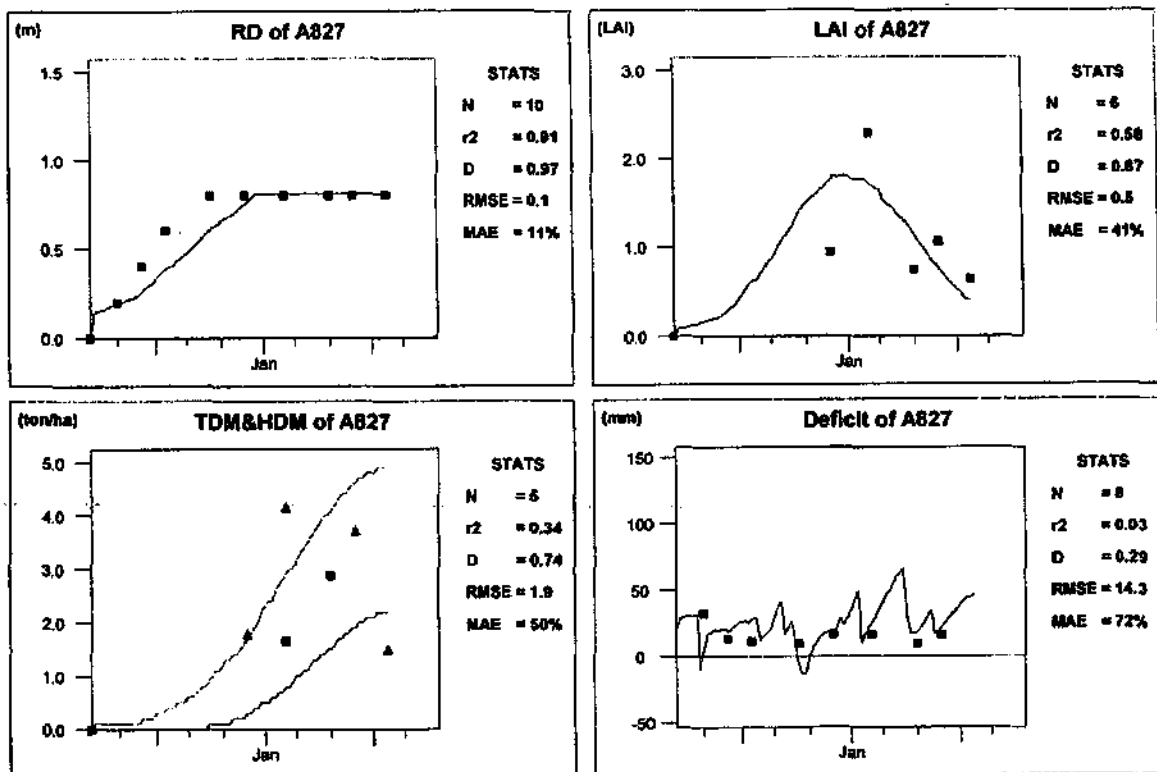 (m) RD of A827
1.5
1.0
0.5
0.0
Jan
STATS
N = 10
r2 = 0.91
D = 0.97
RMSE = 0.1
MAE = 11%
(LAI) LAI of A827
3.0
2.0
1.0
0.0
Jan
STATS
N = 6
r2 = 0.58
D = 0.87
RMSE = 0.5
MAE = 41%
(ton/ha) TDM&HDM of A827
5.0
4.0
3.0
2.0
1.0
0.0
Jan
STATS
N = 5
r2 = 0.34
D = 0.74
RMSE = 1.9
MAE = 50%
(mm) Deficit of A827
150
100
50
0
-50
Jan
STATS
N = 8
r2 = 0.03
D = 0.29
RMSE = 14.3
MAE = 72%